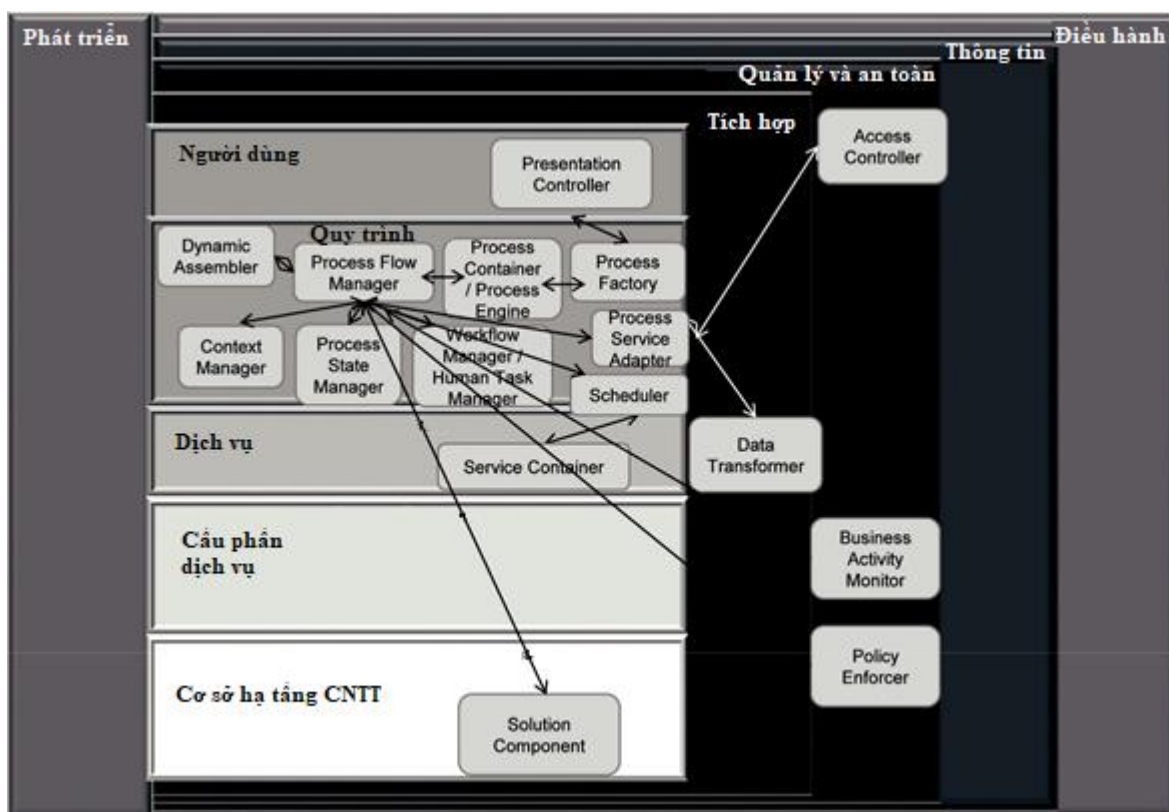 Phát triển
Điều hành
Thông tin
Quản lý và an toàn
Tích hợp
Access
Controller
Người dùng
Presentation
Controller
Quy trình
Dynamic
Assembler
Process Flow
Manager
Process
Container
/ Process
Engine
Process
Factory
Context
Manager
Process
State
Manager
Workflow
Manager /
Human Task
Manager
Process
Service
Adapter
Scheduler
Dịch vụ
Service Container
Data
Transformer
Cấu phần
dịch vụ
Business
Activity
Monitor
Policy
Enforcer
Cơ sở hạ tầng CNTT
Solution
Component